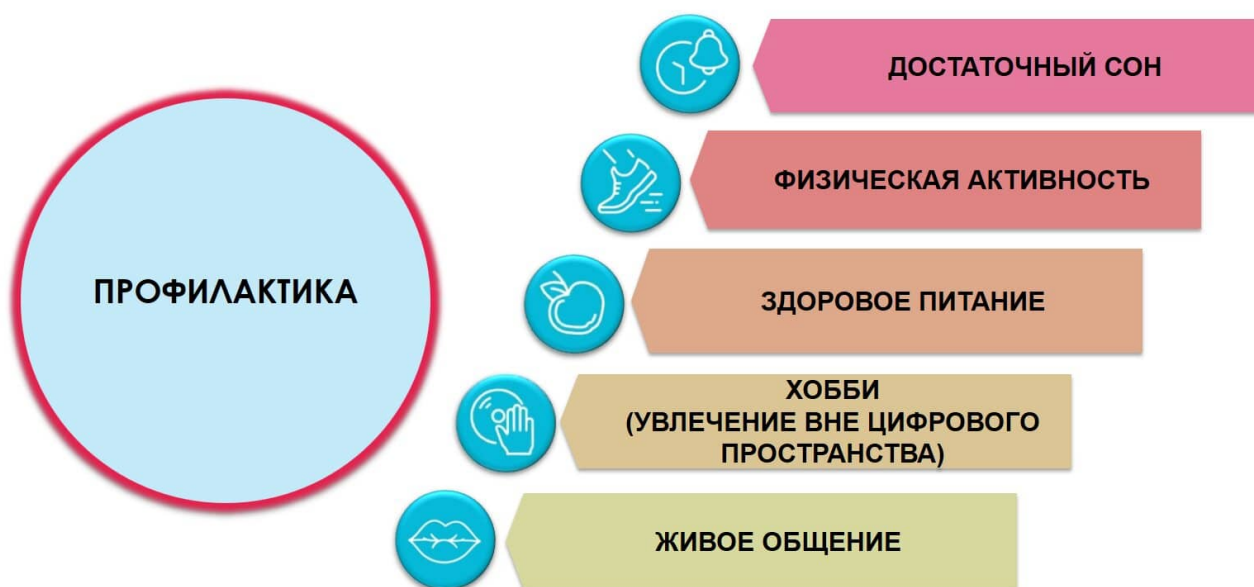 ПРОФИЛАКТИКА
ДОСТАТОЧНЫЙ СОН
ФИЗИЧЕСКАЯ АКТИВНОСТЬ
ЗДОРОВОЕ ПИТАНИЕ
ХОББИ
(УВЛЕЧЕНИЕ ВНЕ ЦИФРОВОГО
ПРОСТРАНСТВА)
ЖИВОЕ ОБЩЕНИЕ